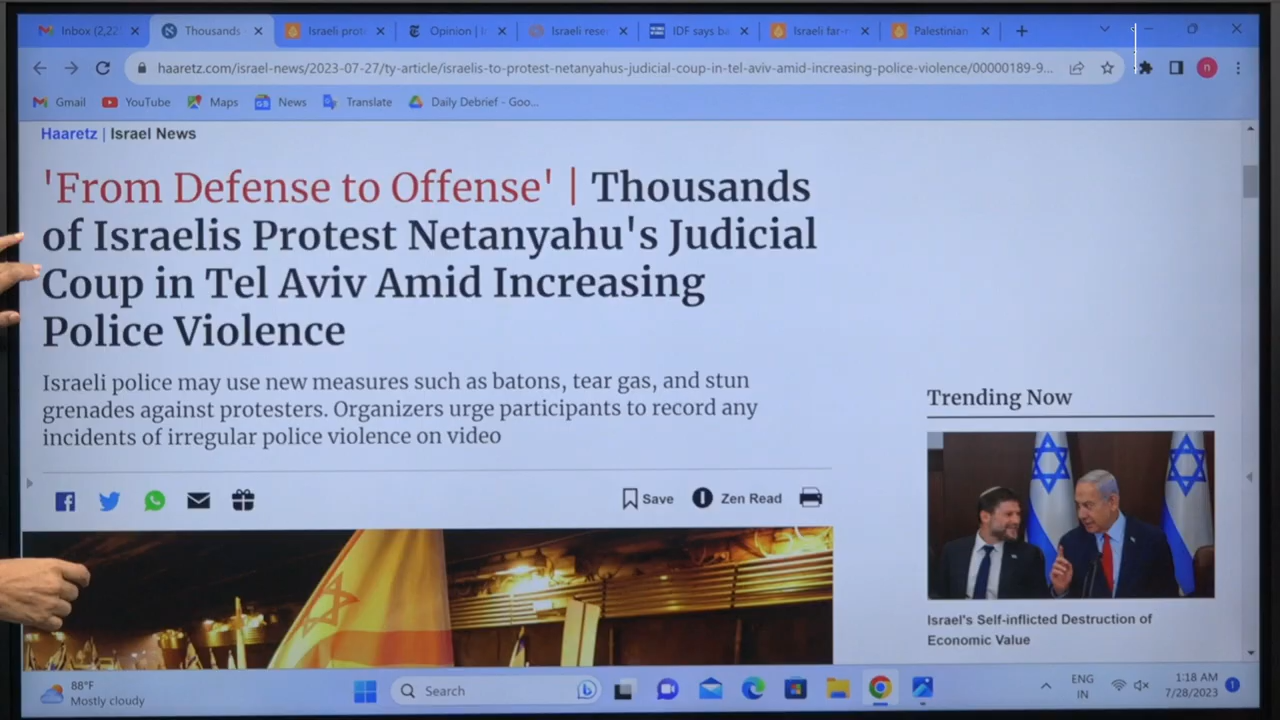 Inbox (2,22
Thousands
Israeli prot
Opinion | I
Israeli rese
IDF says ba
Israeli far-r
Palestinian
haaretz.com/israel-news/2023-07-27/ty-article/israelis-to-protest-netanyahus-judicial-coup-in-tel-aviv-amid-increasing-police-violence/00000189-9...
n
Gmail
YouTube
Maps
News
Translate
Daily Debrief - Goo...
Haaretz | Israel News
'From Defense to Offense' | Thousands
of Israelis Protest Netanyahu's Judicial
Coup in Tel Aviv Amid Increasing
Police Violence
Israeli police may use new measures such as batons, tear gas, and stun
grenades against protesters. Organizers urge participants to record any
incidents of irregular police violence on video
Save
Zen Read
Trending Now
Israel's Self-inflicted Destruction of
Economic Value
88°F
Mostly cloudy
Search
ENG
IN
1:18 AM
7/28/2023
1